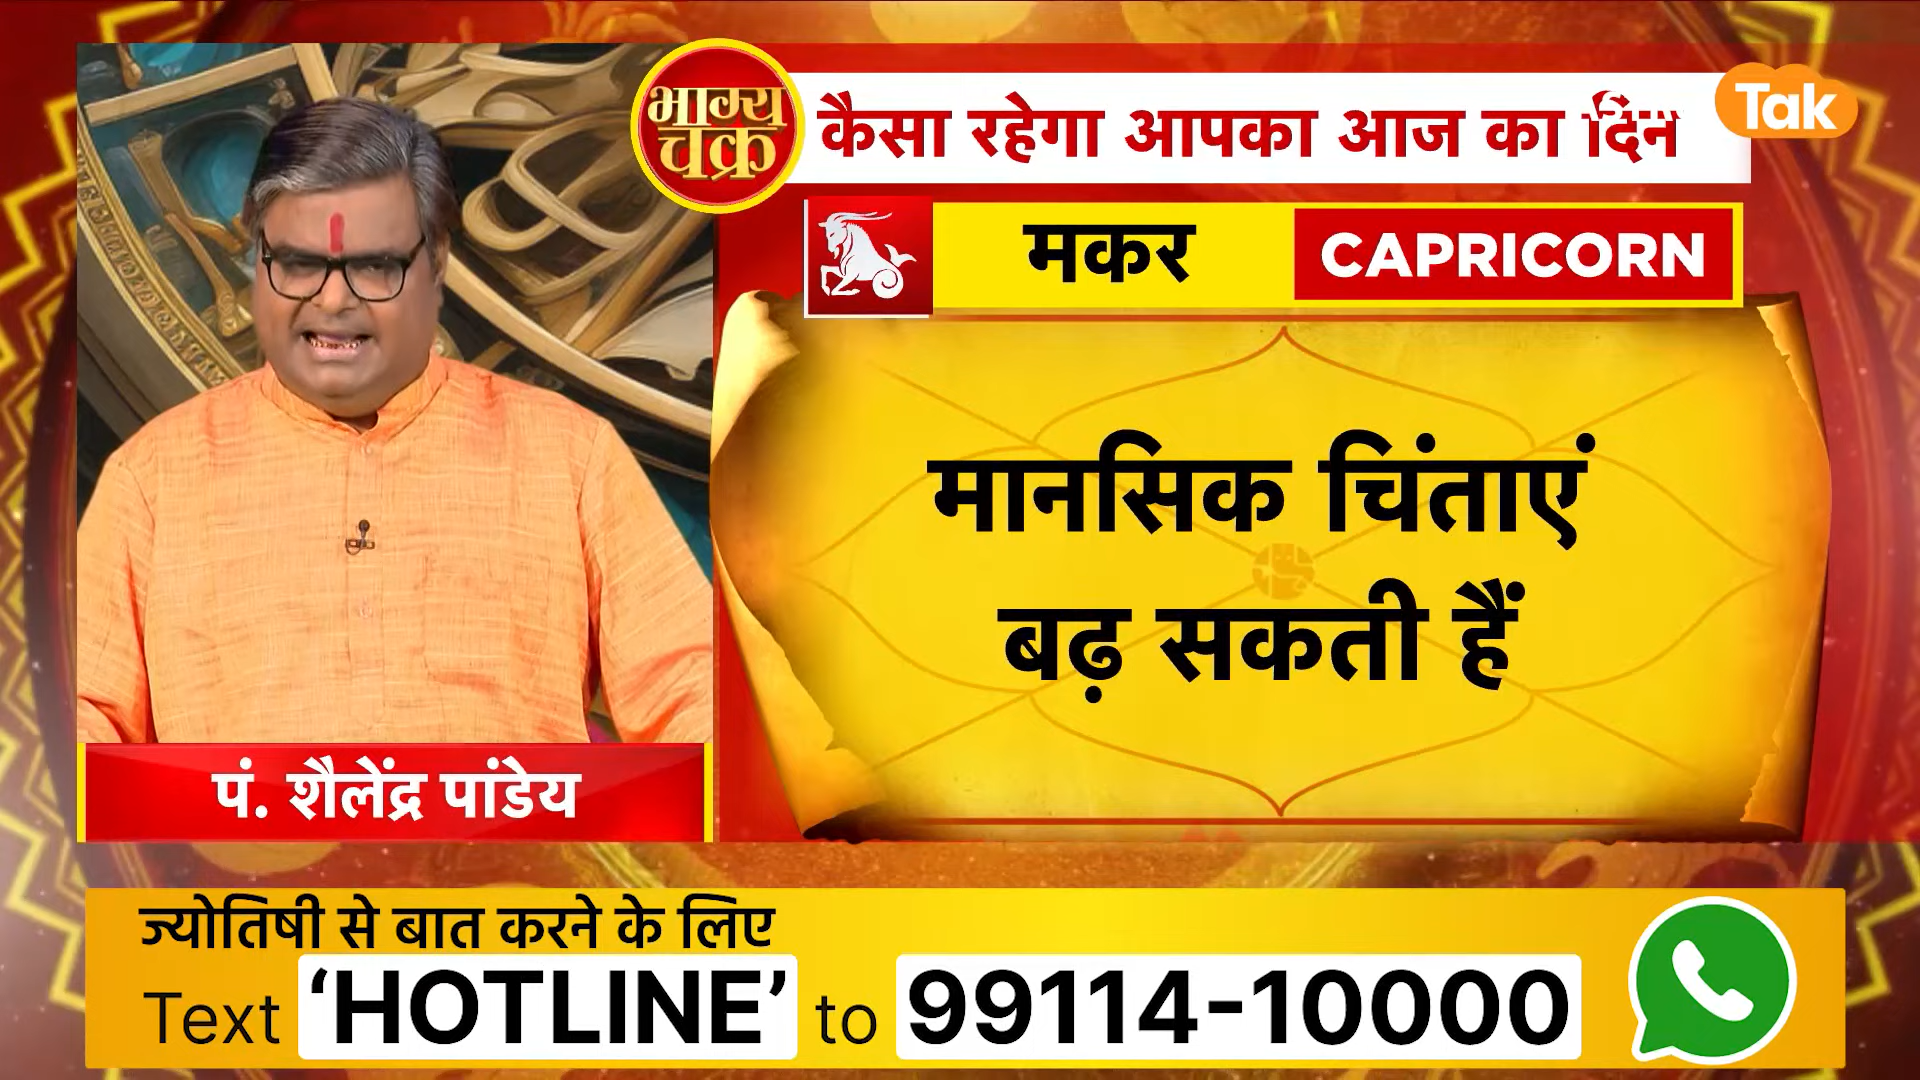 भाग्य
चक्र
कैसा रहेगा आपका आज का दिन
Tak
मकर
CAPRICORN
मानसिक चिंताएं
बढ़ सकती हैं
पं. शैलेंद्र पांडेय
ज्योतिषी से बात करने के लिए
Text ‘HOTLINE’ to 99114-10000